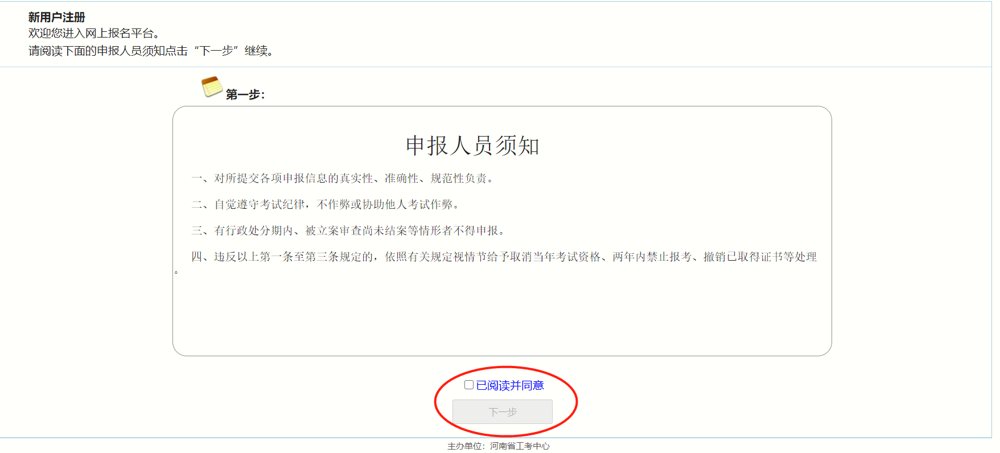 新用户注册
欢迎您进入网上报名平台。
请阅读下面的申报人员须知点击“下一步”继续。
第一步：
申报人员须知
一、对所提交各项申报信息的真实性、准确性、规范性负责。
二、自觉遵守考试纪律，不作弊或协助他人考试作弊。
三、有行政处分期内、被立案审查尚未结案等情形者不得申报。
四、违反以上第一条至第三条规定的，依照有关规定视情节给予取消当年考试资格、两年内禁止报考、撤销已取得证书等处理
。
已阅读并同意
下一步
主办单位：河南省工考中心